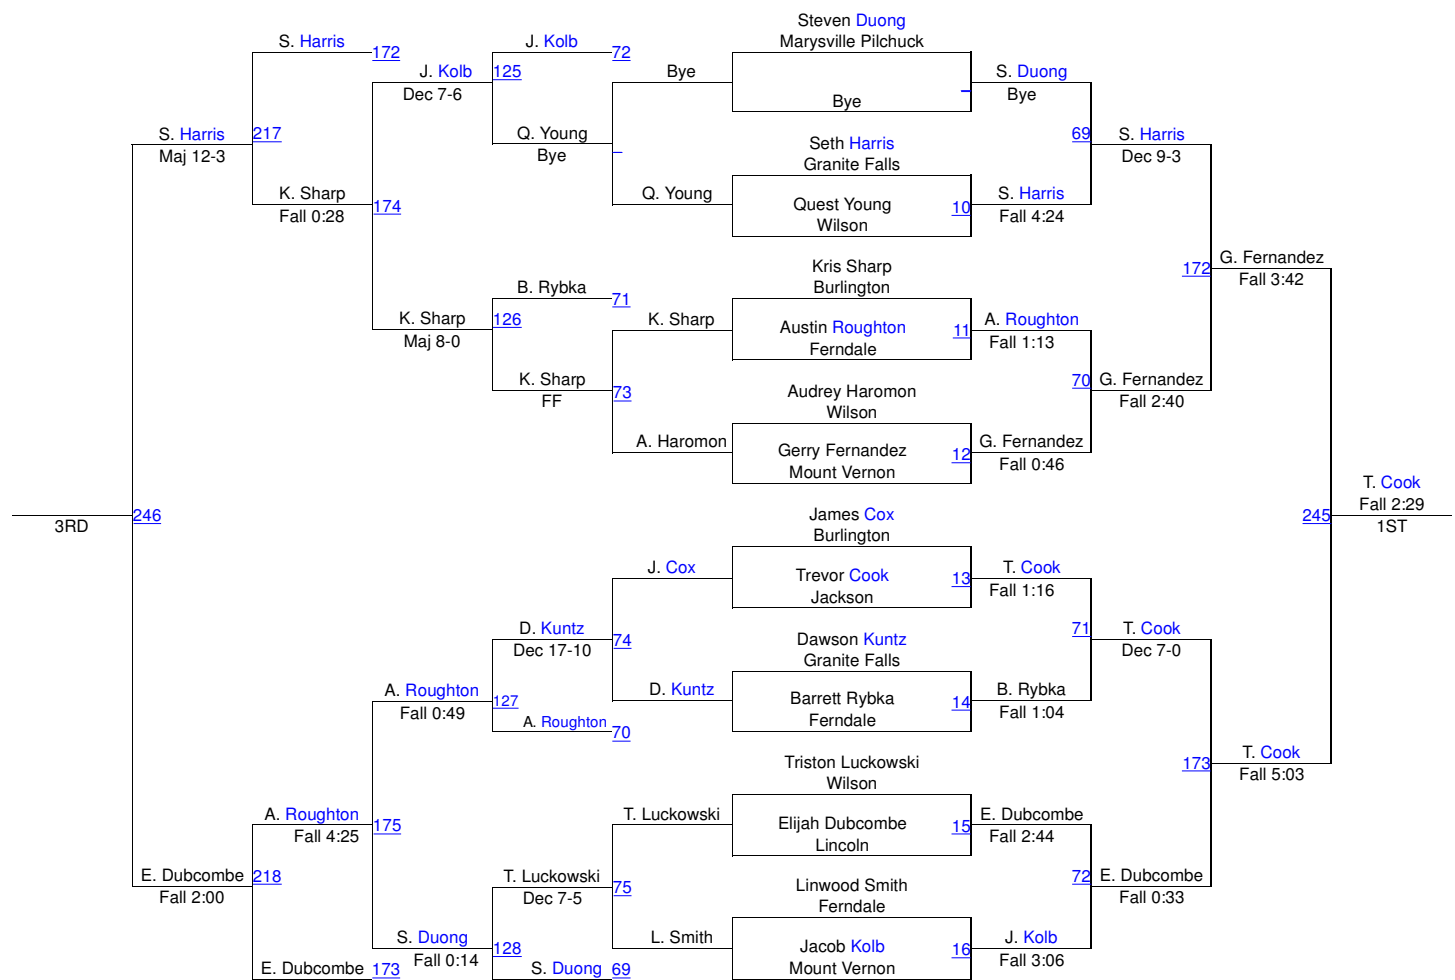 Steven Duong
Marysville Pilchuck
S. Harris
172
J. Kolb
72
J. Kolb
125
Bye
S. Duong
Dec 7-6
Bye
Bye
S. Harris
217
Q. Young
69
S. Harris
Maj 12-3
Bye
Seth Harris
Dec 9-3
Granite Falls
K. Sharp
Q. Young
S. Harris
Fall 0:28
174
Quest Young
10
Fall 4:24
Wilson
Kris Sharp
172
G. Fernandez
Burlington
Fall 3:42
B. Rybka
71
K. Sharp
126
K. Sharp
Austin Roughton
11
A. Roughton
Maj 8-0
Ferndale
Fall 1:13
K. Sharp
73
Audrey Haromon
70
G. Fernandez
FF
Wilson
Fall 2:40
A. Haromon
Gerry Fernandez
12
G. Fernandez
Mount Vernon
Fall 0:46
T. Cook
Fall 2:29
3RD
246
James Cox
245
1ST
Burlington
J. Cox
Trevor Cook
13
T. Cook
Jackson
Fall 1:16
D. Kuntz
74
Dawson Kuntz
71
T. Cook
Dec 17-10
Granite Falls
Dec 7-0
A. Roughton
127
D. Kuntz
Barrett Rybka
14
B. Rybka
Fall 0:49
Ferndale
Fall 1:04
A. Roughton
70
Triston Luckowski
173
T. Cook
Wilson
Fall 5:03
A. Roughton
175
T. Luckowski
Elijah Dubcombe
15
E. Dubcombe
Fall 4:25
Lincoln
Fall 2:44
E. Dubcombe
218
T. Luckowski
75
Linwood Smith
72
E. Dubcombe
Fall 2:00
Dec 7-5
Ferndale
Fall 0:33
S. Duong
128
L. Smith
Jacob Kolb
16
J. Kolb
Fall 0:14
Mount Vernon
Fall 3:06
E. Dubcombe
173
S. Duong
69